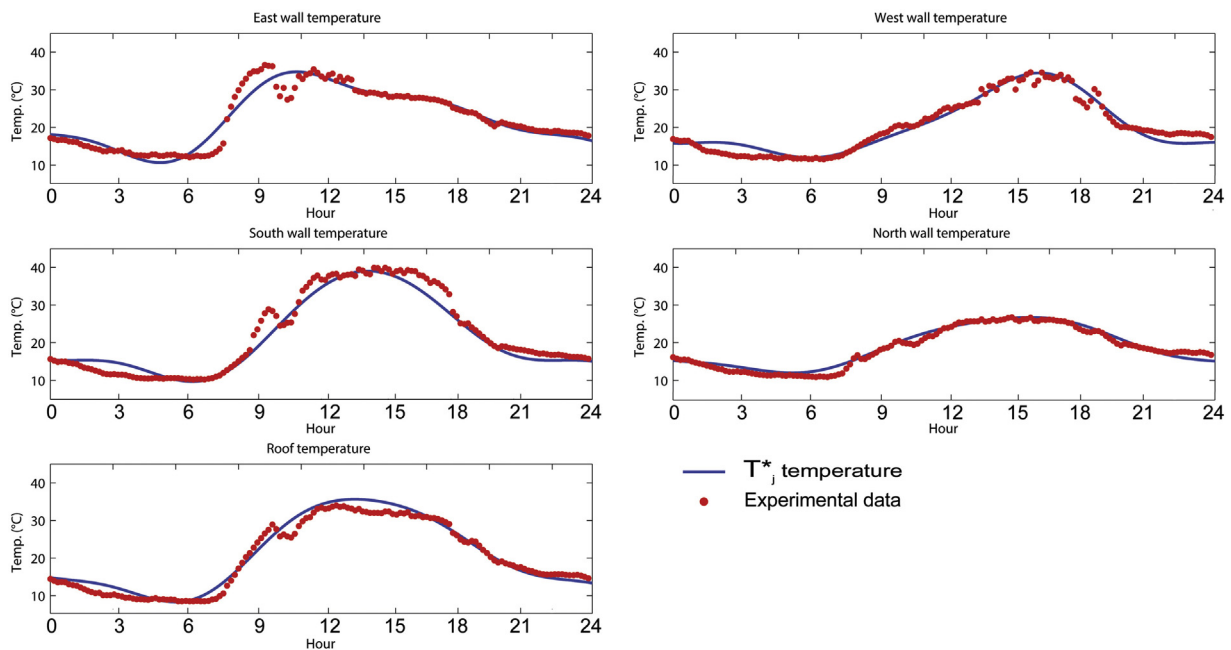 East wall temperature
Temp. (°C)
40
30
20
10
0 3 6 9 12 15 18 21 24
Hour
West wall temperature
Temp. (°C)
40
30
20
10
0 3 6 9 12 15 18 21 24
Hour
South wall temperature
Temp. (°C)
40
30
20
10
0 3 6 9 12 15 18 21 24
Hour
North wall temperature
Temp. (°C)
40
30
20
10
0 3 6 9 12 15 18 21 24
Hour
Roof temperature
Temp. (°C)
40
30
20
10
0 3 6 9 12 15 18 21 24
Hour
T*j temperature
Experimental data